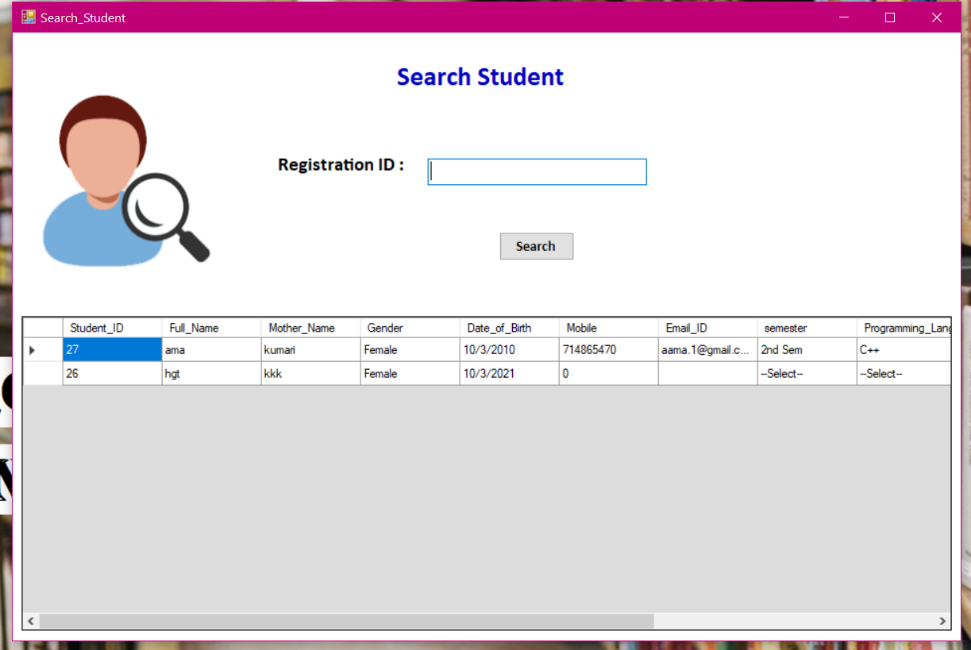 Search_Student
Search Student
Registration ID :
Search
Student_ID Full_Name Mother_Name Gender Date_of_Birth Mobile Email_ID semester Programming_Lang
27 ama kumari Female 10/3/2010 714865470 aama.1@gmail.c... 2nd Sem C++
26 hgt kkk Female 10/3/2021 0 --Select-- --Select--